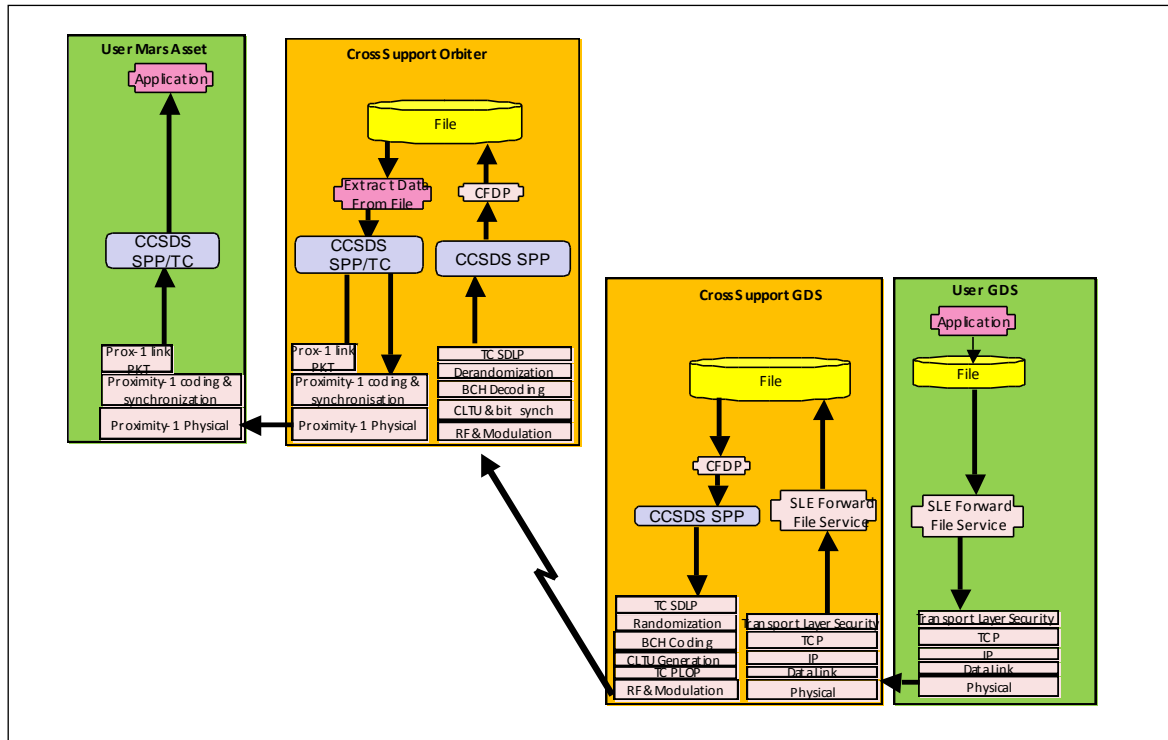 User Mars Asset
Application
CCSDS
SPP/TC
Prox-1 link
PKT
Proximity-1 coding &
synchronization
Proximity-1 Physical
Cross Support Orbiter
File
Extract Data
From File
CFDP
CCSDS
SPP/TC
CCSDS SPP
Prox-1 link
PKT
Proximity-1 coding &
synchronisation
Proximity-1 Physical
TC SDLP
Derandomization
BCH Decoding
CLTU & bit synch
RF & Modulation
Cross Support GDS
File
CFDP
CCSDS SPP
SLE Forward
File Service
TC SDLP
Randomization
BCH Coding
CLTU Generation
TC PLOP
RF & Modulation
Transport Layer Security
TCP
IP
Data link
Physical
User GDS
Application
File
SLE Forward
File Service
Transport Layer Security
TCP
IP
Data link
Physical